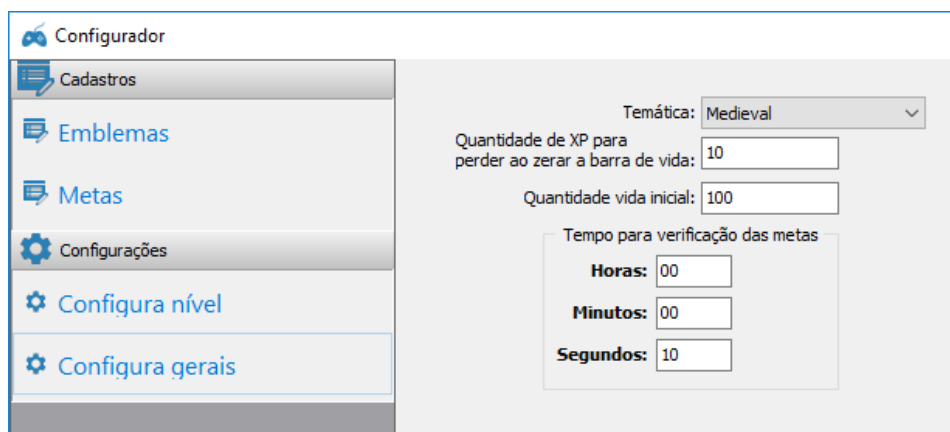 Configurador
Cadastros
Emblemas
Metas
Configurações
Configura nível
Configura gerais
Temática: Medieval
Quantidade de XP para
perder ao zerar a barra de vida: 10
Quantidade vida inicial: 100
Tempo para verificação das metas
Horas: 00
Minutos: 00
Segundos: 10